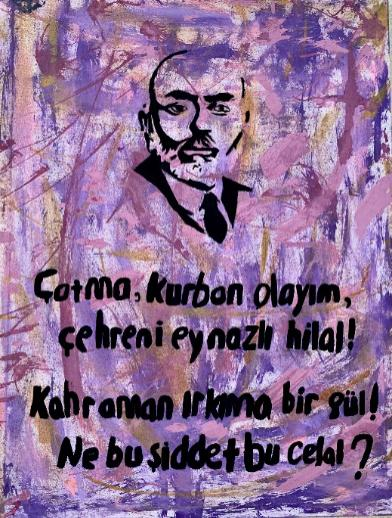 Çatma, kurban olayım,
çehreni ey nazlı hilal!
Kahraman ırkıma bir gül!
Ne bu şiddet bu celal?